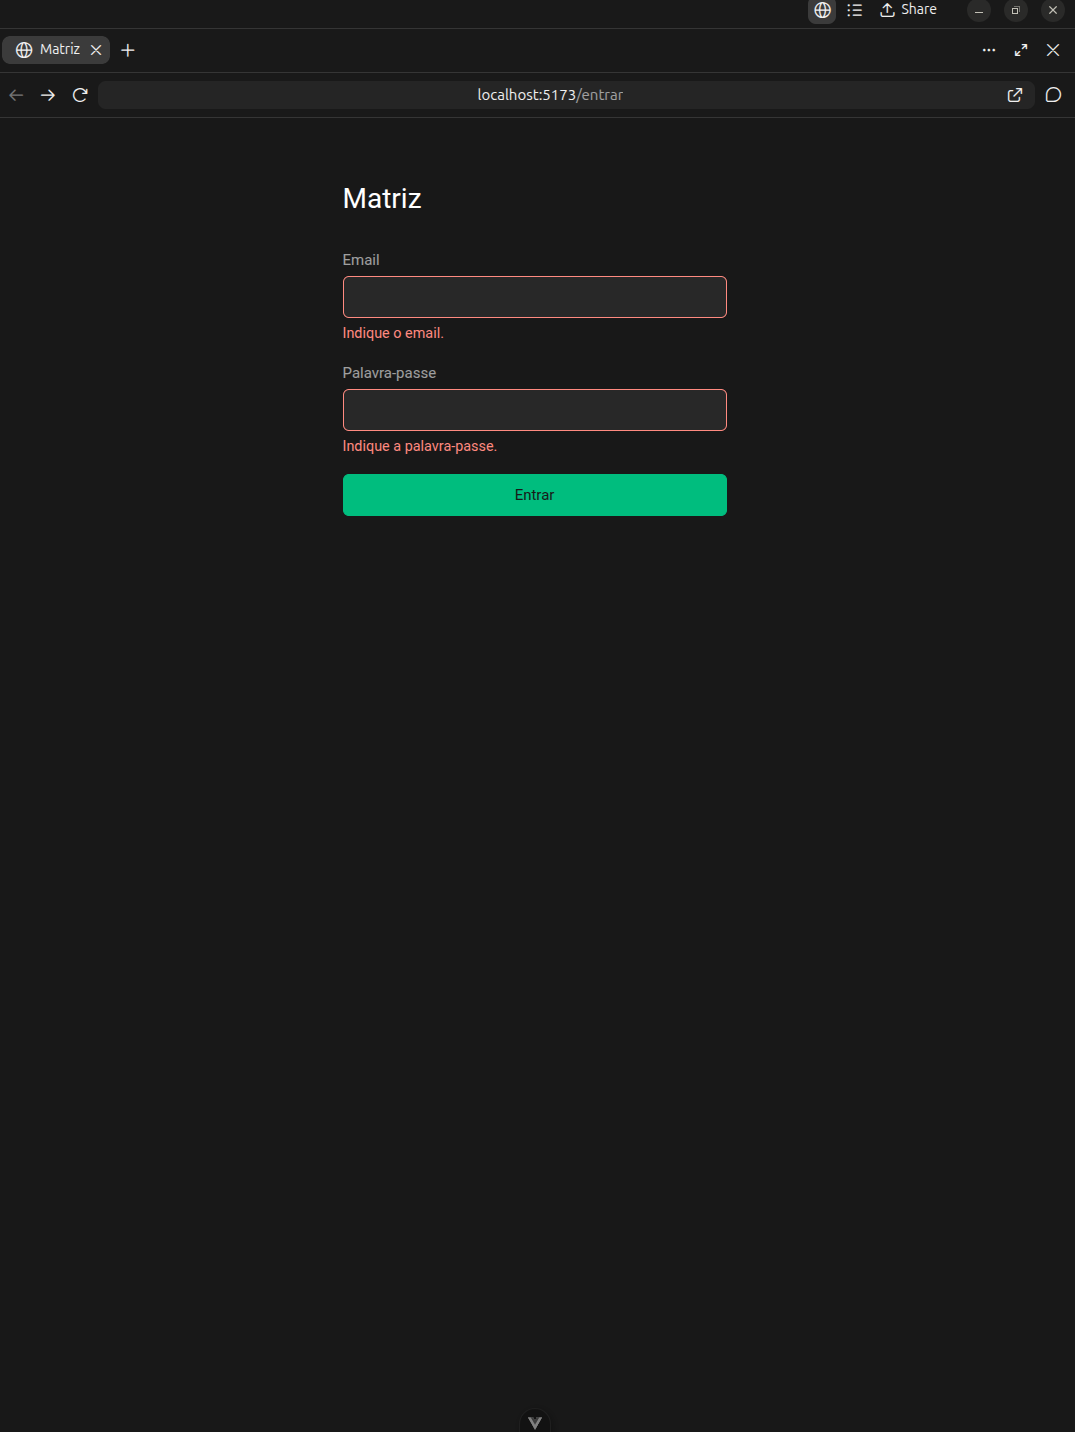 Share
Matriz
localhost:5173/entrar
Matriz
Email
Indique o email.
Palavra-passe
Indique a palavra-passe.
Entrar